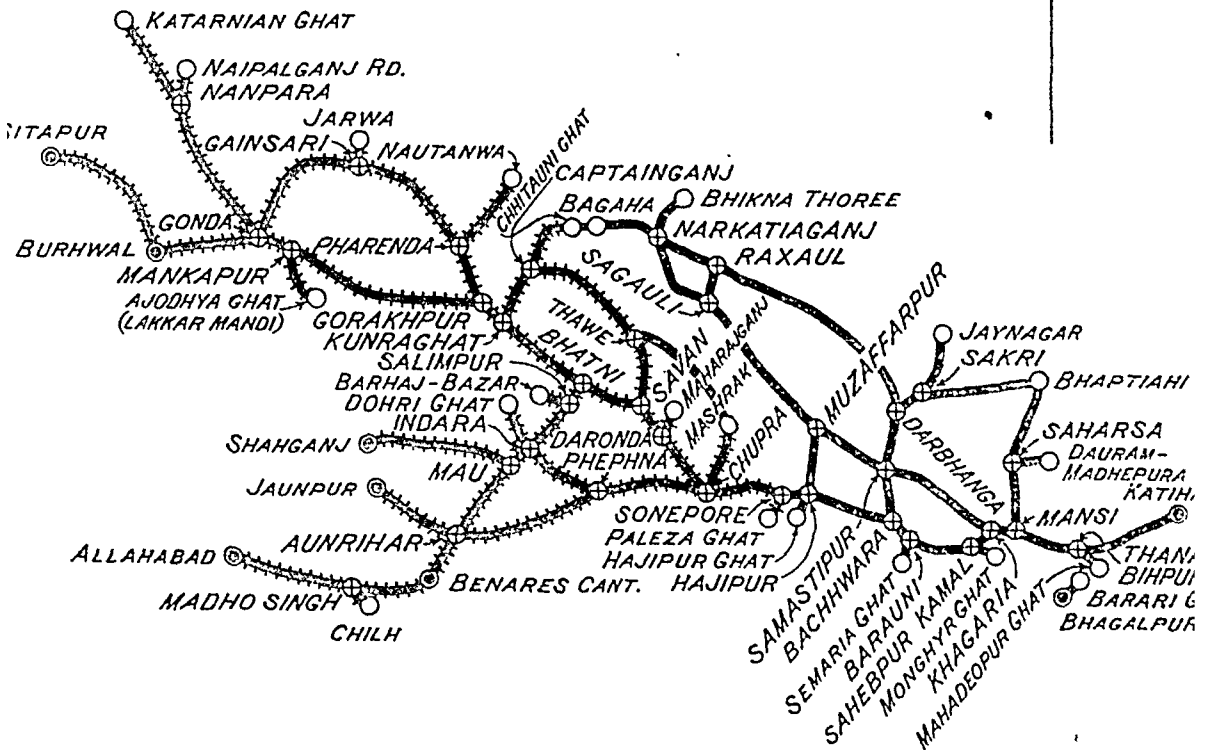 KATARNIAN GHAT
NAIPALGANJ RD.
NANPARA
JARWA
GAINSARI
NAUTANWA
CHHITAUNI GHAT
CAPTAINGANJ
BAGAHA
BHIKNA THOREE
NARKATIAGANJ
RAXAUL
SITAPUR
GONDA
BURHWAL
MANKAPUR
AJODHYA GHAT
(LAKKAR MANDI)
PHARENDA
SAGAULI
GORAKHPUR
KUNRAGHAT
THAWE
BHATNI
SALIMPUR
BARHAJ-BAZAR
DOHRI GHAT
INDARA
SHAHGANJ
MAU
JAUNPUR
AUNRIHAR
ALLAHABAD
MADHO SINGH
CHILH
BENARES CANT.
SAVAN
MAHARAJGANJ
MASHRAK
DARONDA
PHEPHNA
CHUPRA
MUZAFFARPUR
DARBHANGA
JAYNAGAR
SAKRI
BHAPTIAHI
SAHARSA
DAURAM-
MADHEPURA
KATIHA
MANSI
SONEPORE
PALEZA GHAT
HAJIPUR GHAT
HAJIPUR
SAMASTIPUR
BACHHWARA
SEMARIA GHAT
BARAUNI
SAHEBPUR KAMAL
MONGHYR GHAT
KHAGARIA
MAHADEOPUR GHAT
THANA
BIHPUR
BARARI G
BHAGALPUR